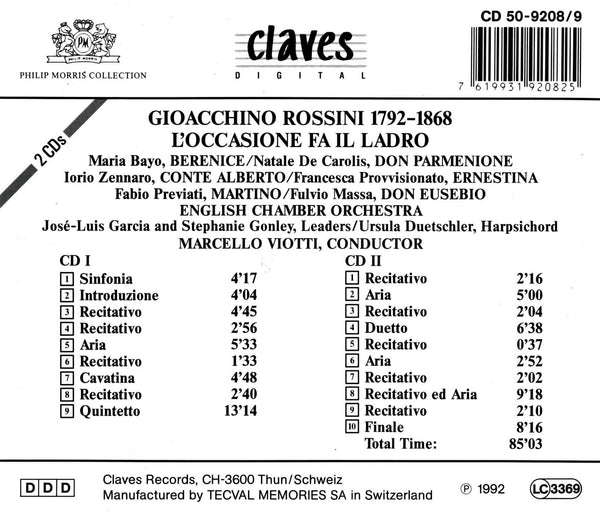 PM
PHILIP MORRIS
PHILIP MORRIS COLLECTION
claves
DIGITAL
CD 50-9208/9
7 619931 920825
2 CDs
GIOACCHINO ROSSINI 1792–1868
L'OCCASIONE FA IL LADRO
Maria Bayo, BERENICE/Natale De Carolis, DON PARMENIONE
Iorio Zennaro, CONTE ALBERTO/Francesca Provvisionato, ERNESTINA
Fabio Previati, MARTINO/Fulvio Massa, DON EUSEBIO
ENGLISH CHAMBER ORCHESTRA
José-Luis Garcia and Stephanie Gonley, Leaders/Ursula Duetschler, Harpsichord
MARCELLO VIOTTI, CONDUCTOR
CD I
1 Sinfonia 4'17
2 Introduzione 4'04
3 Recitativo 4'45
4 Recitativo 2'56
5 Aria 5'33
6 Recitativo 1'33
7 Cavatina 4'48
8 Recitativo 2'40
9 Quintetto 13'14
CD II
1 Recitativo 2'16
2 Aria 5'00
3 Recitativo 2'04
4 Duetto 6'38
5 Recitativo 0'37
6 Aria 2'52
7 Recitativo 2'02
8 Recitativo ed Aria 9'18
9 Recitativo 2'10
10 Finale 8'16
Total Time: 85'03
DDD
Claves Records, CH-3600 Thun/Schweiz
Manufactured by TECVAL MEMORIES SA in Switzerland
℗ 1992
LC 3369